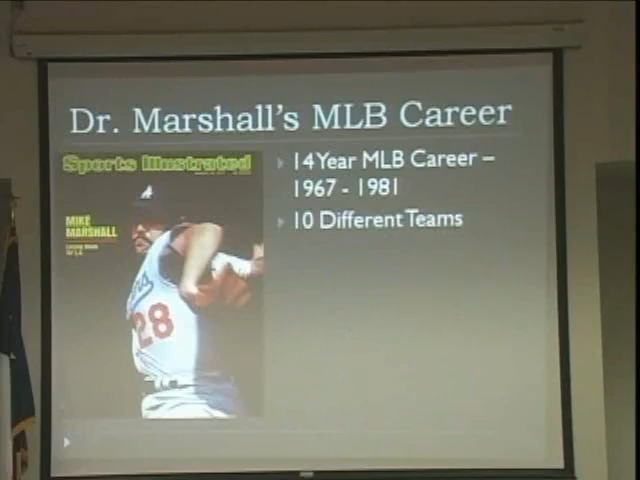 Dr. Marshall's MLB Career
Sports Illustrated
14 Year MLB Career –
1967 - 1981
10 Different Teams
MIKE
MARSHALL
28